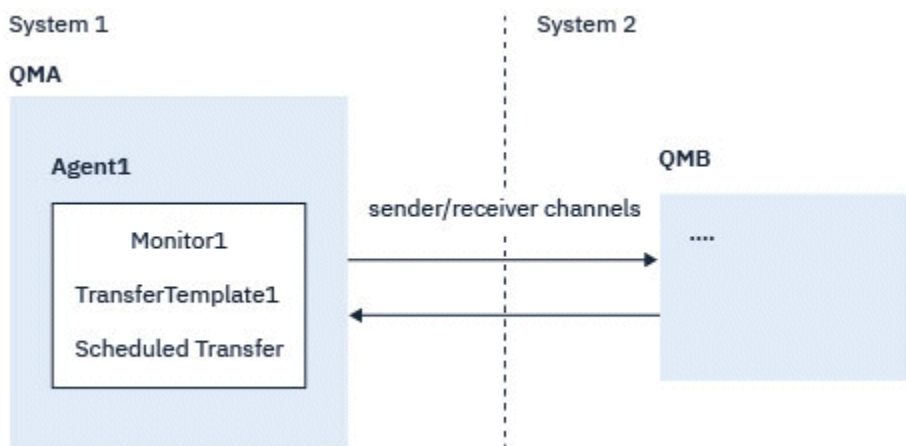 System 1
System 2
QMA
Agent1
Monitor1
TransferTemplate1
Scheduled Transfer
sender/receiver channels
QMB
....